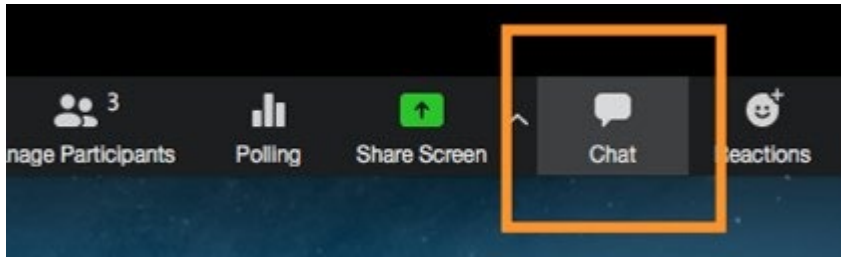 3
nage Participants
Polling
Share Screen
Chat
eactions